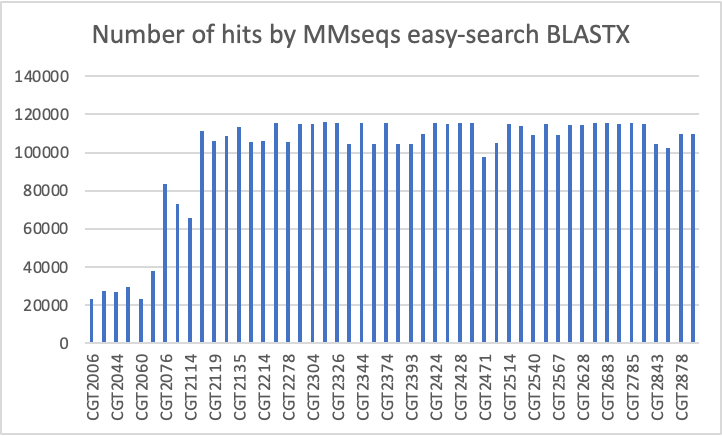 Number of hits by MMseqs easy-search BLASTX
140000
120000
100000
80000
60000
40000
20000
0
CGT2006
CGT2044
CGT2060
CGT2076
CGT2114
CGT2119
CGT2135
CGT2214
CGT2278
CGT2304
CGT2326
CGT2344
CGT2374
CGT2393
CGT2424
CGT2428
CGT2471
CGT2514
CGT2540
CGT2567
CGT2628
CGT2683
CGT2785
CGT2843
CGT2878